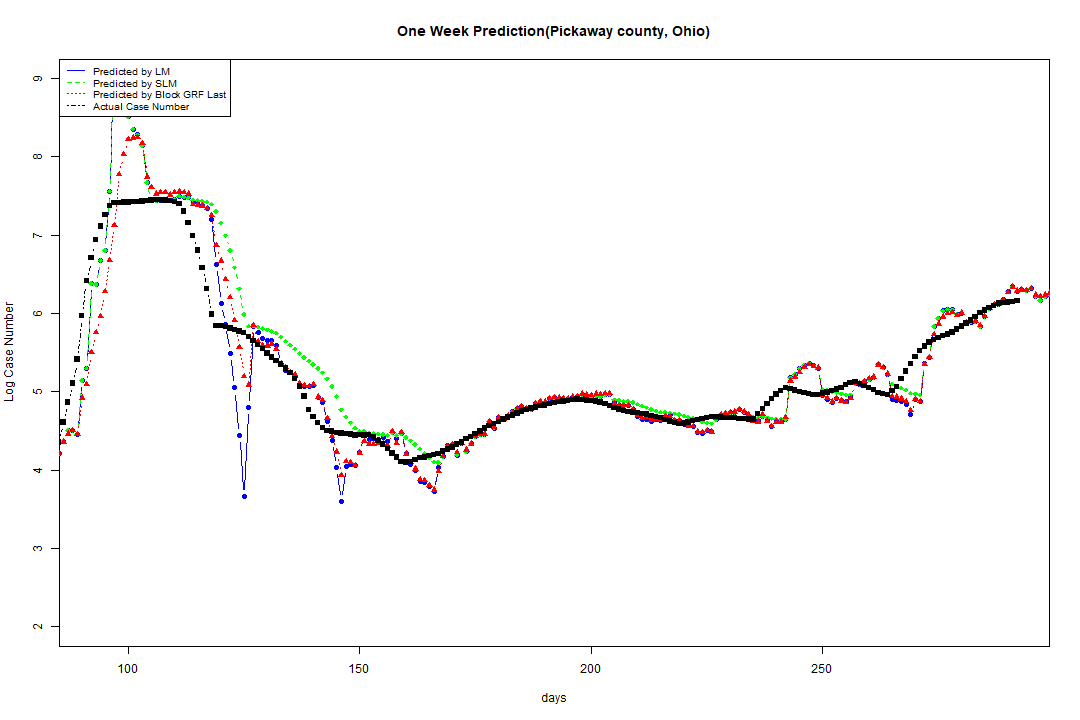 One Week Prediction(Pickaway county, Ohio)
Predicted by LM
Predicted by SLM
Predicted by Block GRF Last
Actual Case Number
Log Case Number
9
8
7
6
5
4
3
2
100 150 200 250
days